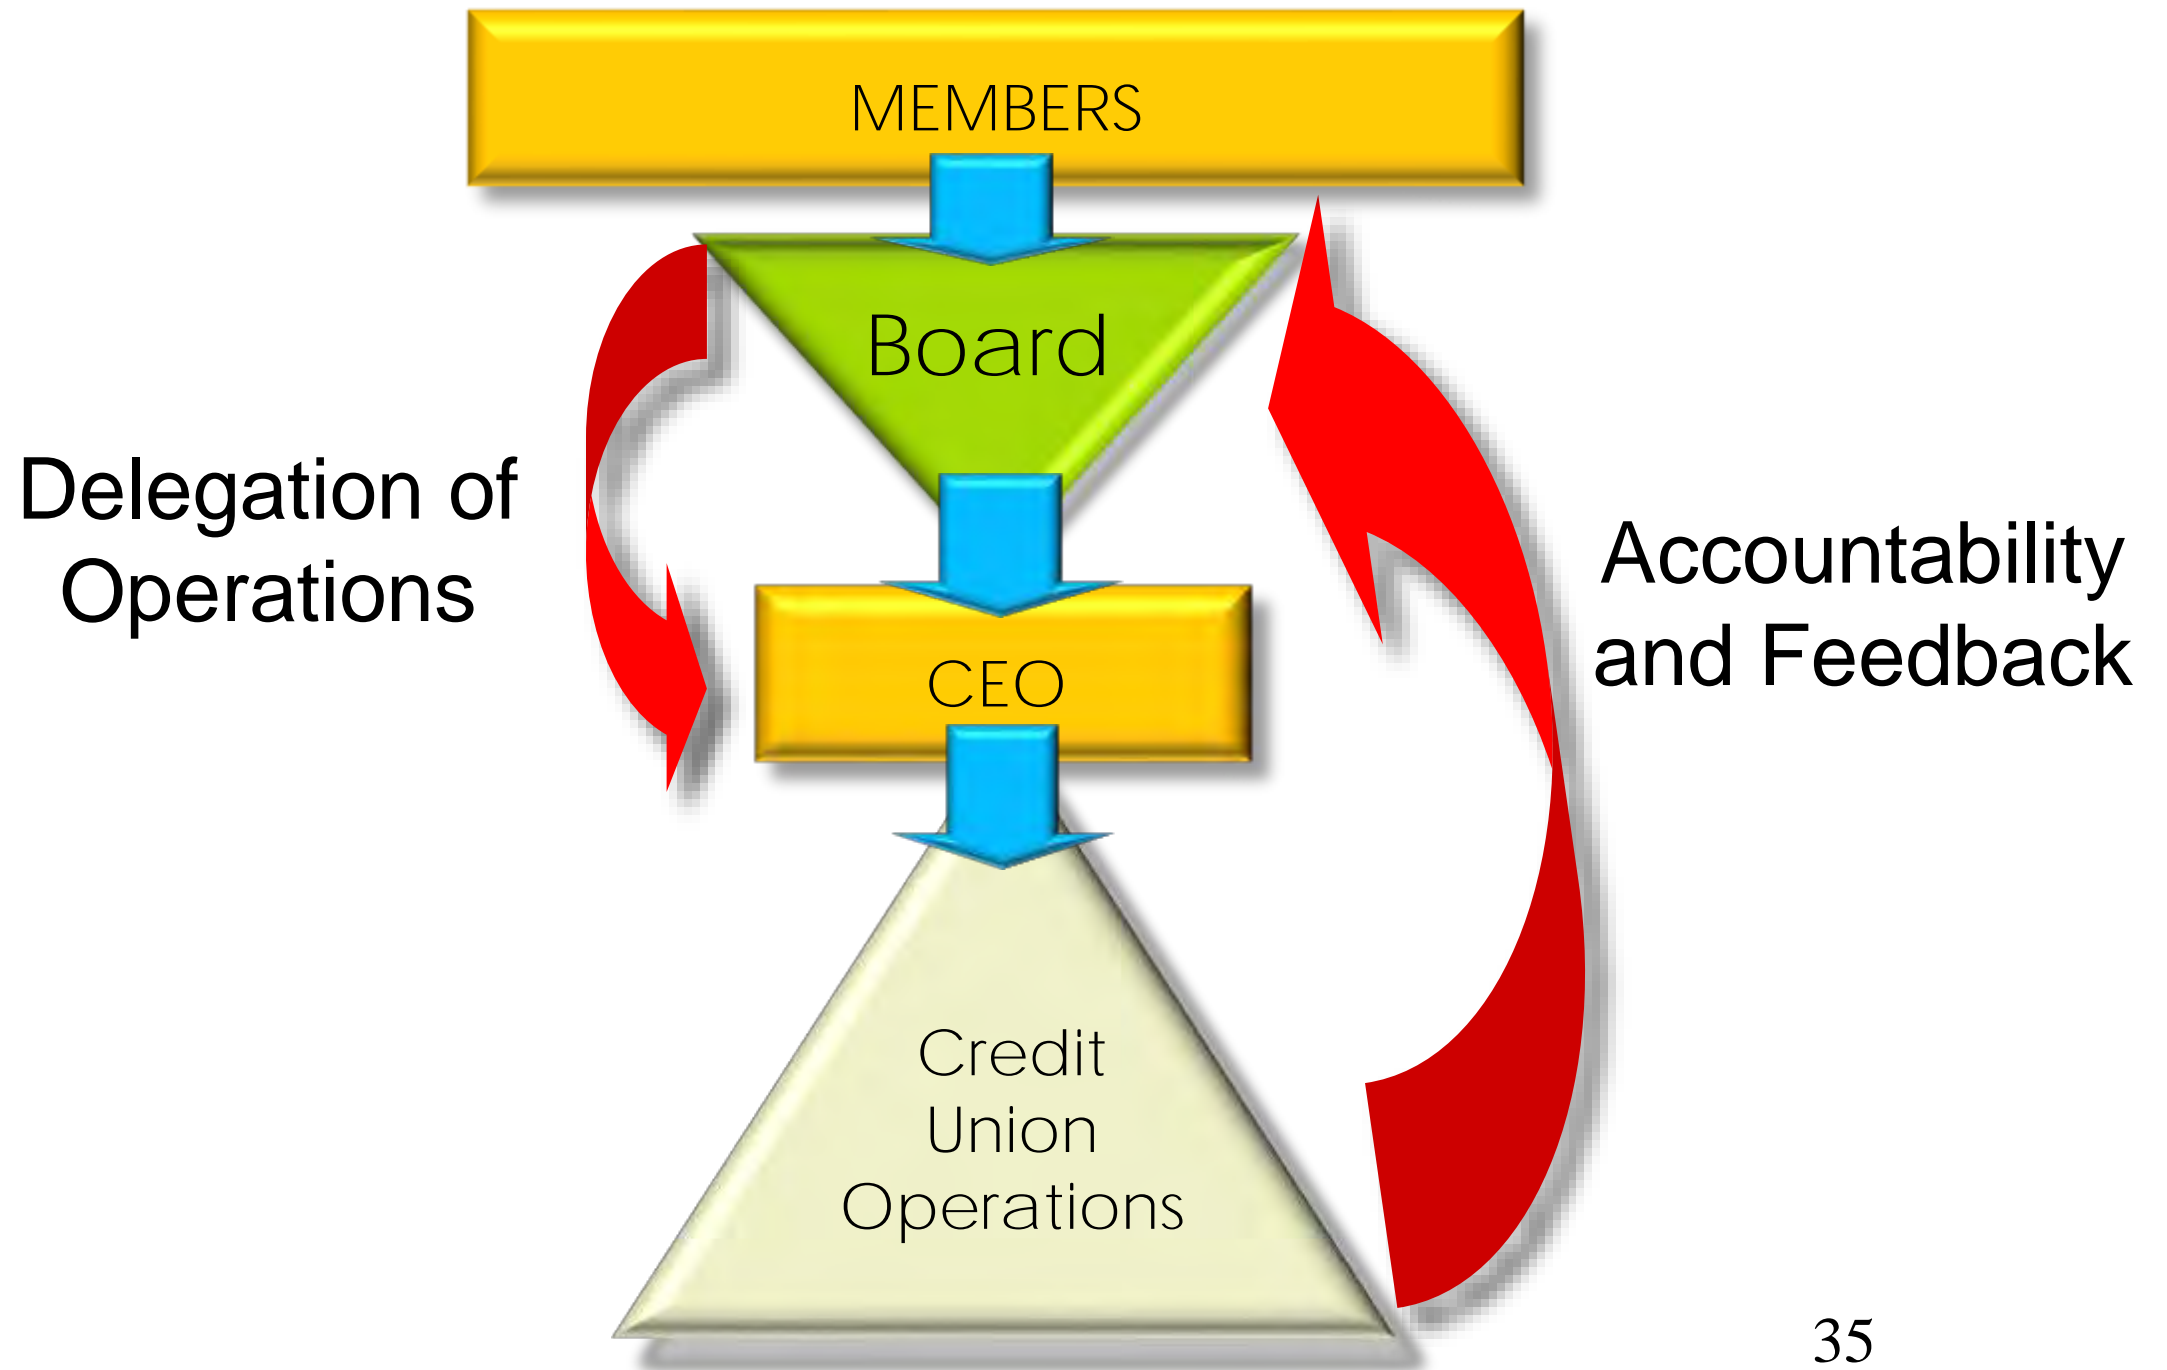 MEMBERS
Board
Delegation of
Operations
Accountability
and Feedback
CEO
Credit
Union
Operations
35